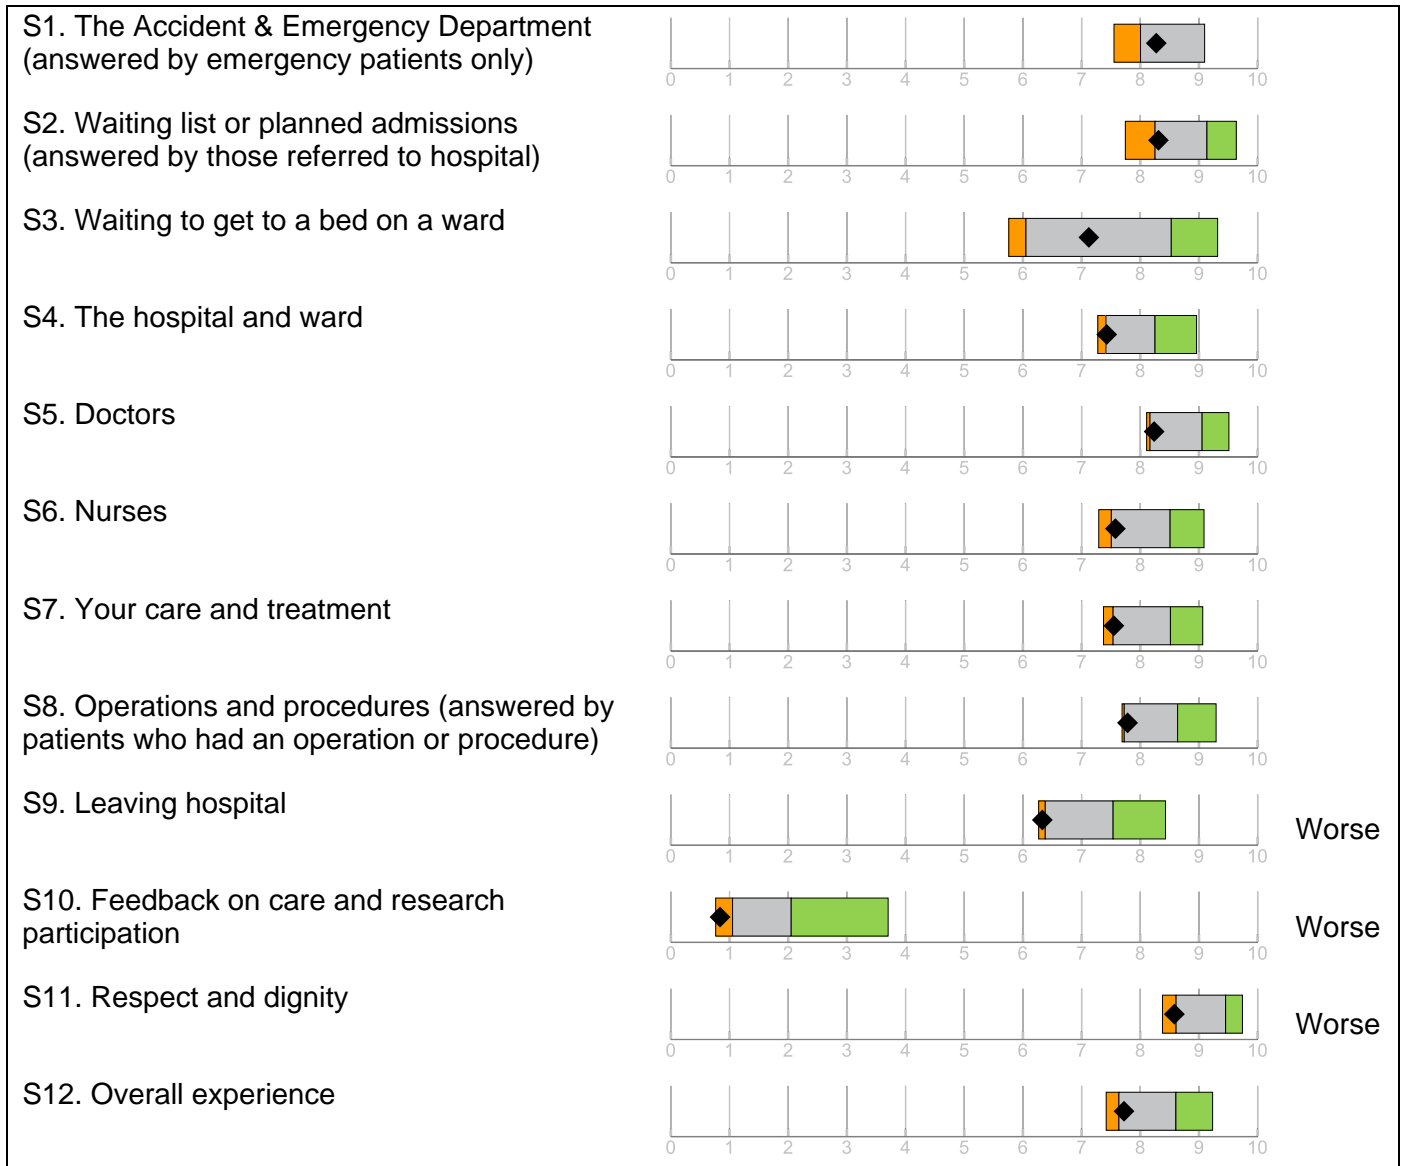 S1. The Accident & Emergency Department
(answered by emergency patients only)
0 1 2 3 4 5 6 7 8 9 10
S2. Waiting list or planned admissions
(answered by those referred to hospital)
0 1 2 3 4 5 6 7 8 9 10
S3. Waiting to get to a bed on a ward
0 1 2 3 4 5 6 7 8 9 10
S4. The hospital and ward
0 1 2 3 4 5 6 7 8 9 10
S5. Doctors
0 1 2 3 4 5 6 7 8 9 10
S6. Nurses
0 1 2 3 4 5 6 7 8 9 10
S7. Your care and treatment
0 1 2 3 4 5 6 7 8 9 10
S8. Operations and procedures (answered by
patients who had an operation or procedure)
0 1 2 3 4 5 6 7 8 9 10
S9. Leaving hospital
Worse
0 1 2 3 4 5 6 7 8 9 10
S10. Feedback on care and research
participation
Worse
0 1 2 3 4 5 6 7 8 9 10
S11. Respect and dignity
Worse
0 1 2 3 4 5 6 7 8 9 10
S12. Overall experience
0 1 2 3 4 5 6 7 8 9 10